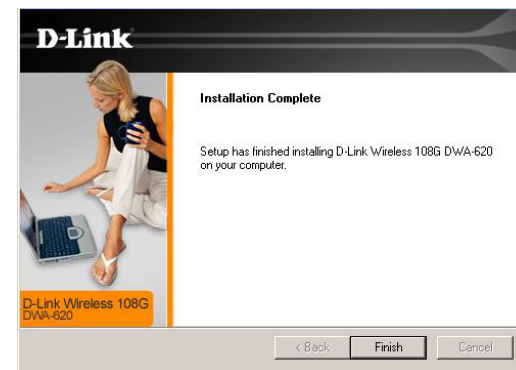 D-Link
Installation Complete
Setup has finished installing D-Link Wireless 108G DWA-620
on your computer.
D-Link Wireless 108G
DWA-620
< Back
Finish
Cancel